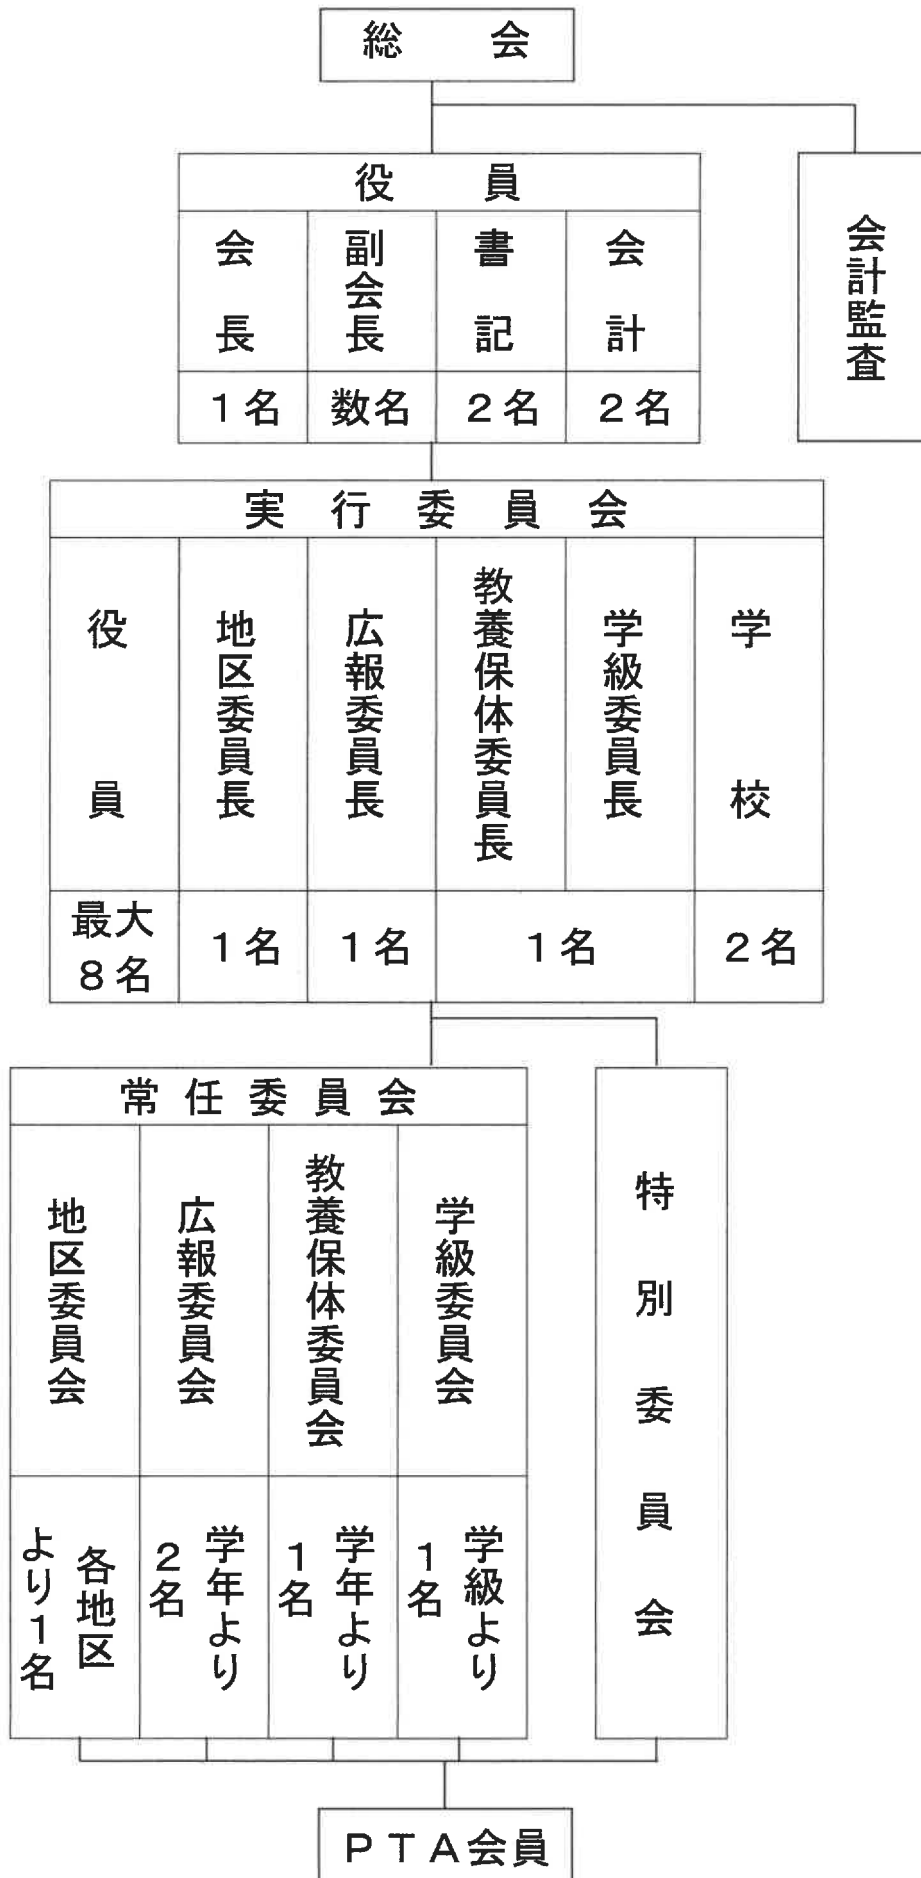 総会
役員
会長
副会長
書記
会計
1名
数名
2名
2名
会計監査
実行委員会
役員
地区委員長
広報委員長
教養保体委員長
学級委員長
学校
最大
8名
1名
1名
1名
2名
常任委員会
地区委員会
広報委員会
教養保体委員会
学級委員会
各地区
より1名
学年より
2名
学年より
1名
学級より
1名
特別委員会
PTA会員